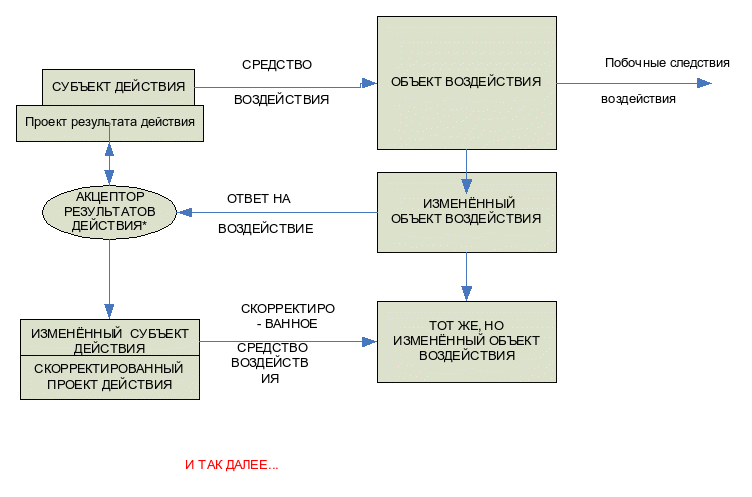 СРЕДСТВО
ВОЗДЕЙСТВИЯ
СУБЪЕКТ ДЕЙСТВИЯ
Проект результата действия
ОБЪЕКТ ВОЗДЕЙСТВИЯ
Побочные следствия
воздействия
АКЦЕПТОР
РЕЗУЛЬТАТОВ
ДЕЙСТВИЯ*
ОТВЕТ НА
ВОЗДЕЙСТВИЕ
ИЗМЕНЁННЫЙ
ОБЪЕКТ ВОЗДЕЙСТВИЯ
ИЗМЕНЁННЫЙ СУБЪЕКТ
ДЕЙСТВИЯ
СКОРРЕКТИРОВАННЫЙ
ПРОЕКТ ДЕЙСТВИЯ
СКОРРЕКТИРО
- ВАННОЕ
СРЕДСТВО
ВОЗДЕЙСТВ
ИЯ
ТОТ ЖЕ, НО
ИЗМЕНЁННЫЙ ОБЪЕКТ
ВОЗДЕЙСТВИЯ
И ТАК ДАЛЕЕ...